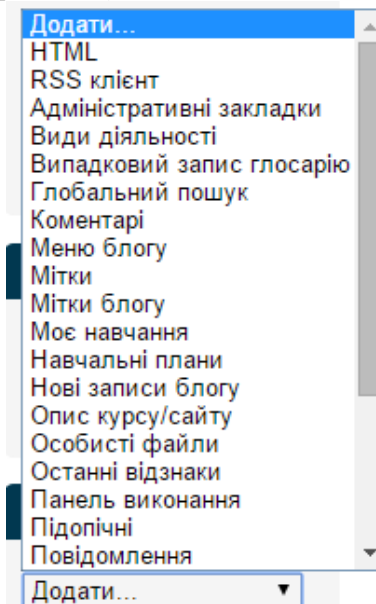 Додати...
HTML
RSS клієнт
Адміністративні закладки
Види діяльності
Випадковий запис глосарію
Глобальний пошук
Коментарі
Меню блогу
Мітки
Мітки блогу
Моє навчання
Навчальні плани
Нові записи блогу
Опис курсу/сайту
Особисті файли
Останні відзнаки
Панель виконання
Підопічні
Повідомлення
Додати...